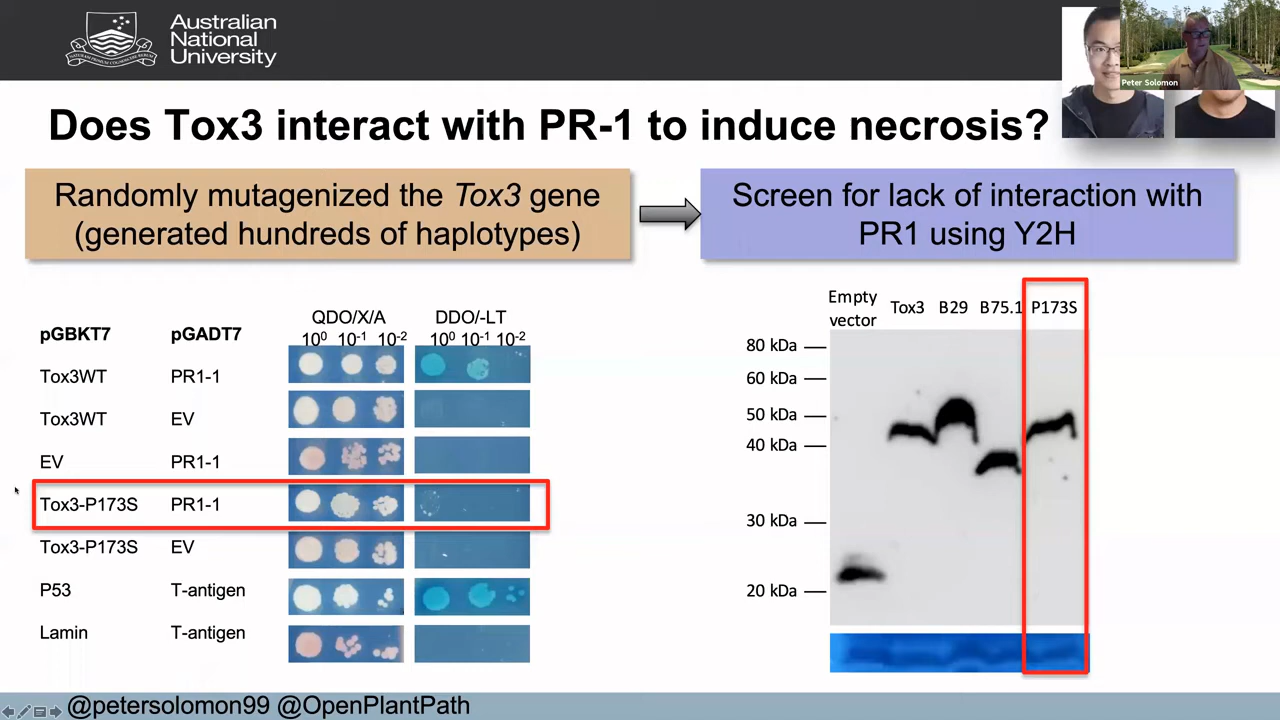 Australian
National
University
Peter Solomon
Does Tox3 interact with PR-1 to induce necrosis?
Randomly mutagenized the Tox3 gene
(generated hundreds of haplotypes)
Screen for lack of interaction with
PR1 using Y2H
pGBKT7 pGADT7 QDO/X/A DDO/-LT
10⁰ 10⁻¹ 10⁻² 10⁰ 10⁻¹ 10⁻²
Tox3WT PR1-1
Tox3WT EV
EV PR1-1
Tox3-P173S PR1-1
Tox3-P173S EV
P53 T-antigen
Lamin T-antigen
Empty
vector Tox3 B29 B75.1 P173S
80 kDa
60 kDa
50 kDa
40 kDa
30 kDa
20 kDa
@petersolomon99 @OpenPlantPath